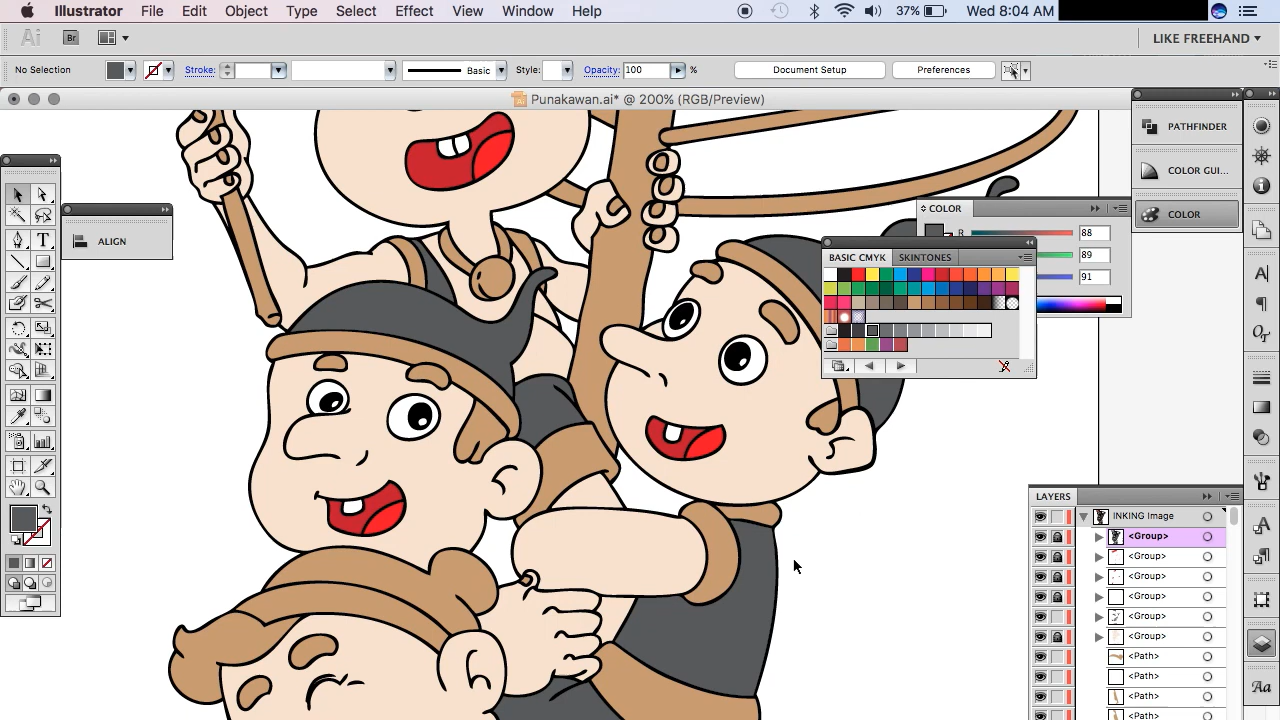 Illustrator File Edit Object Type Select Effect View Window Help 37% Wed 8:04 AM
Ai Br LIKE FREEHAND
No Selection Stroke: Basic Style: Opacity: 100 % Document Setup Preferences
Punakawan.ai* @ 200% (RGB/Preview)
PATHFINDER
COLOR GUI...
COLOR
ALIGN
COLOR
R 88
89
91
BASIC CMYK SKINTONES
LAYERS
INKING Image
<Group>
<Group>
<Group>
<Group>
<Group>
<Group>
<Path>
<Path>
<Path>
<Path>